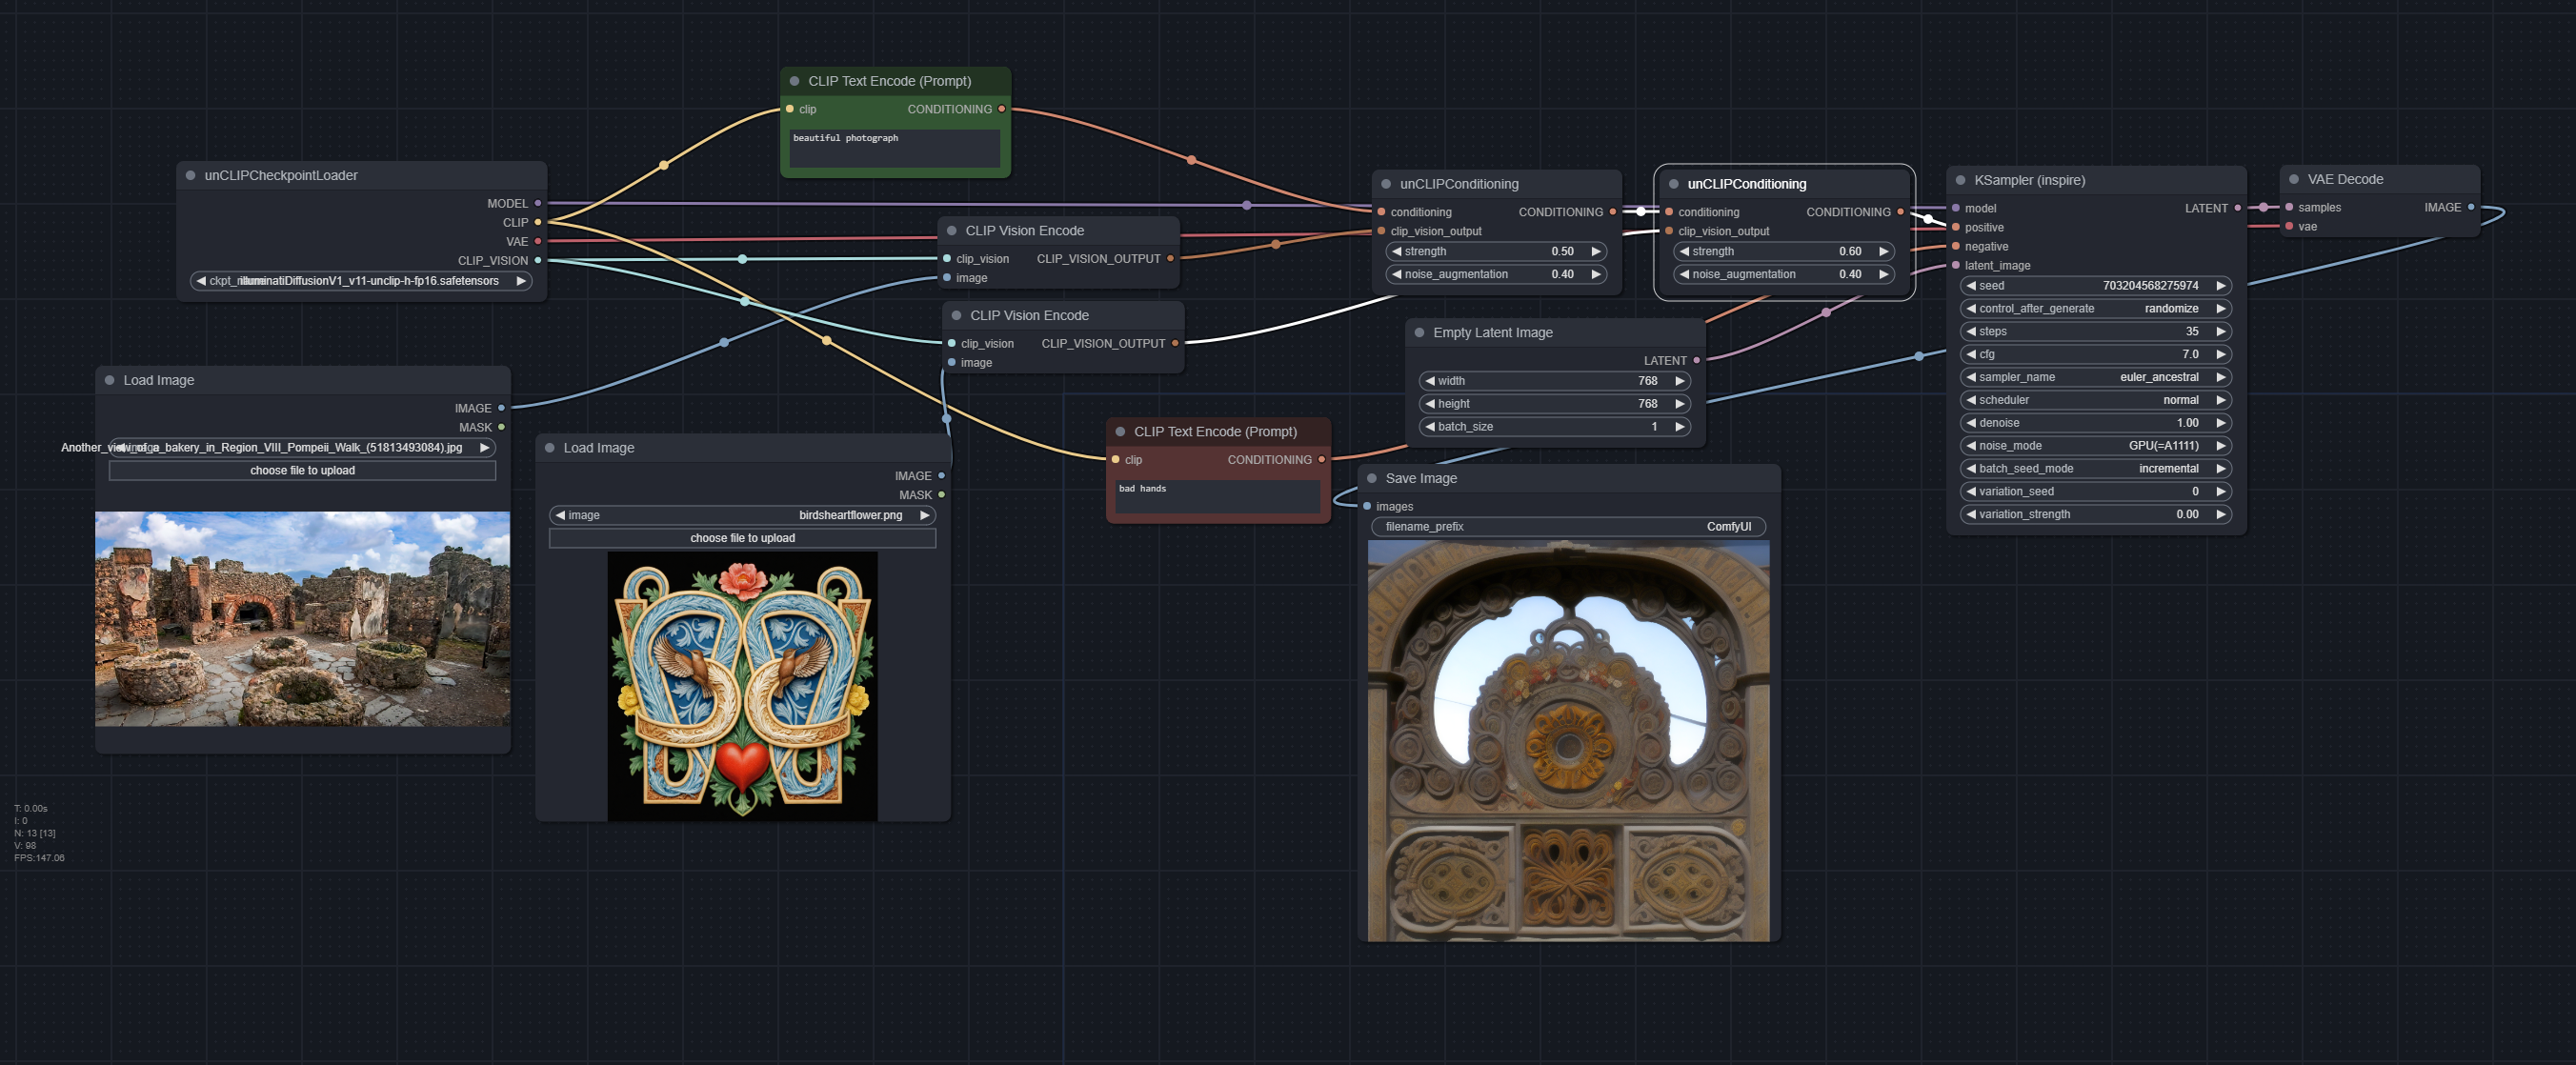 CLIP Text Encode (Prompt)
clip CONDITIONING
beautiful photograph
unCLIPCheckpointLoader
MODEL
CLIP
VAE
CLIP_VISION
illuminatiDiffusionV1_v11-unclip-h-fp16.safetensors
CLIP Vision Encode
clip_vision CLIP_VISION_OUTPUT
image
CLIP Vision Encode
clip_vision CLIP_VISION_OUTPUT
image
unCLIPConditioning
conditioning CONDITIONING
clip_vision_output
strength 0.50
noise_augmentation 0.40
unCLIPConditioning
conditioning CONDITIONING
clip_vision_output
strength 0.60
noise_augmentation 0.40
KSampler (inspire)
model LATENT
positive
negative
latent_image
seed 703204568275974
control_after_generate randomize
steps 35
cfg 7.0
sampler_name euler_ancestral
scheduler normal
denoise 1.00
noise_mode GPU(=A1111)
batch_seed_mode incremental
variation_seed 0
variation_strength 0.00
VAE Decode
samples IMAGE
vae
Empty Latent Image
LATENT
width 768
height 768
batch_size 1
Load Image
IMAGE
MASK
Another_view_of_a_bakery_in_Region_VIII_Pompeii_Walk_(51813493084).jpg
choose file to upload
Load Image
IMAGE
MASK
image birdsheartflower.png
choose file to upload
CLIP Text Encode (Prompt)
clip CONDITIONING
bad hands
Save Image
images
filename_prefix ComfyUI
T: 0.00s
I: 0
N: 13 [13]
V: 98
FPS:147.06